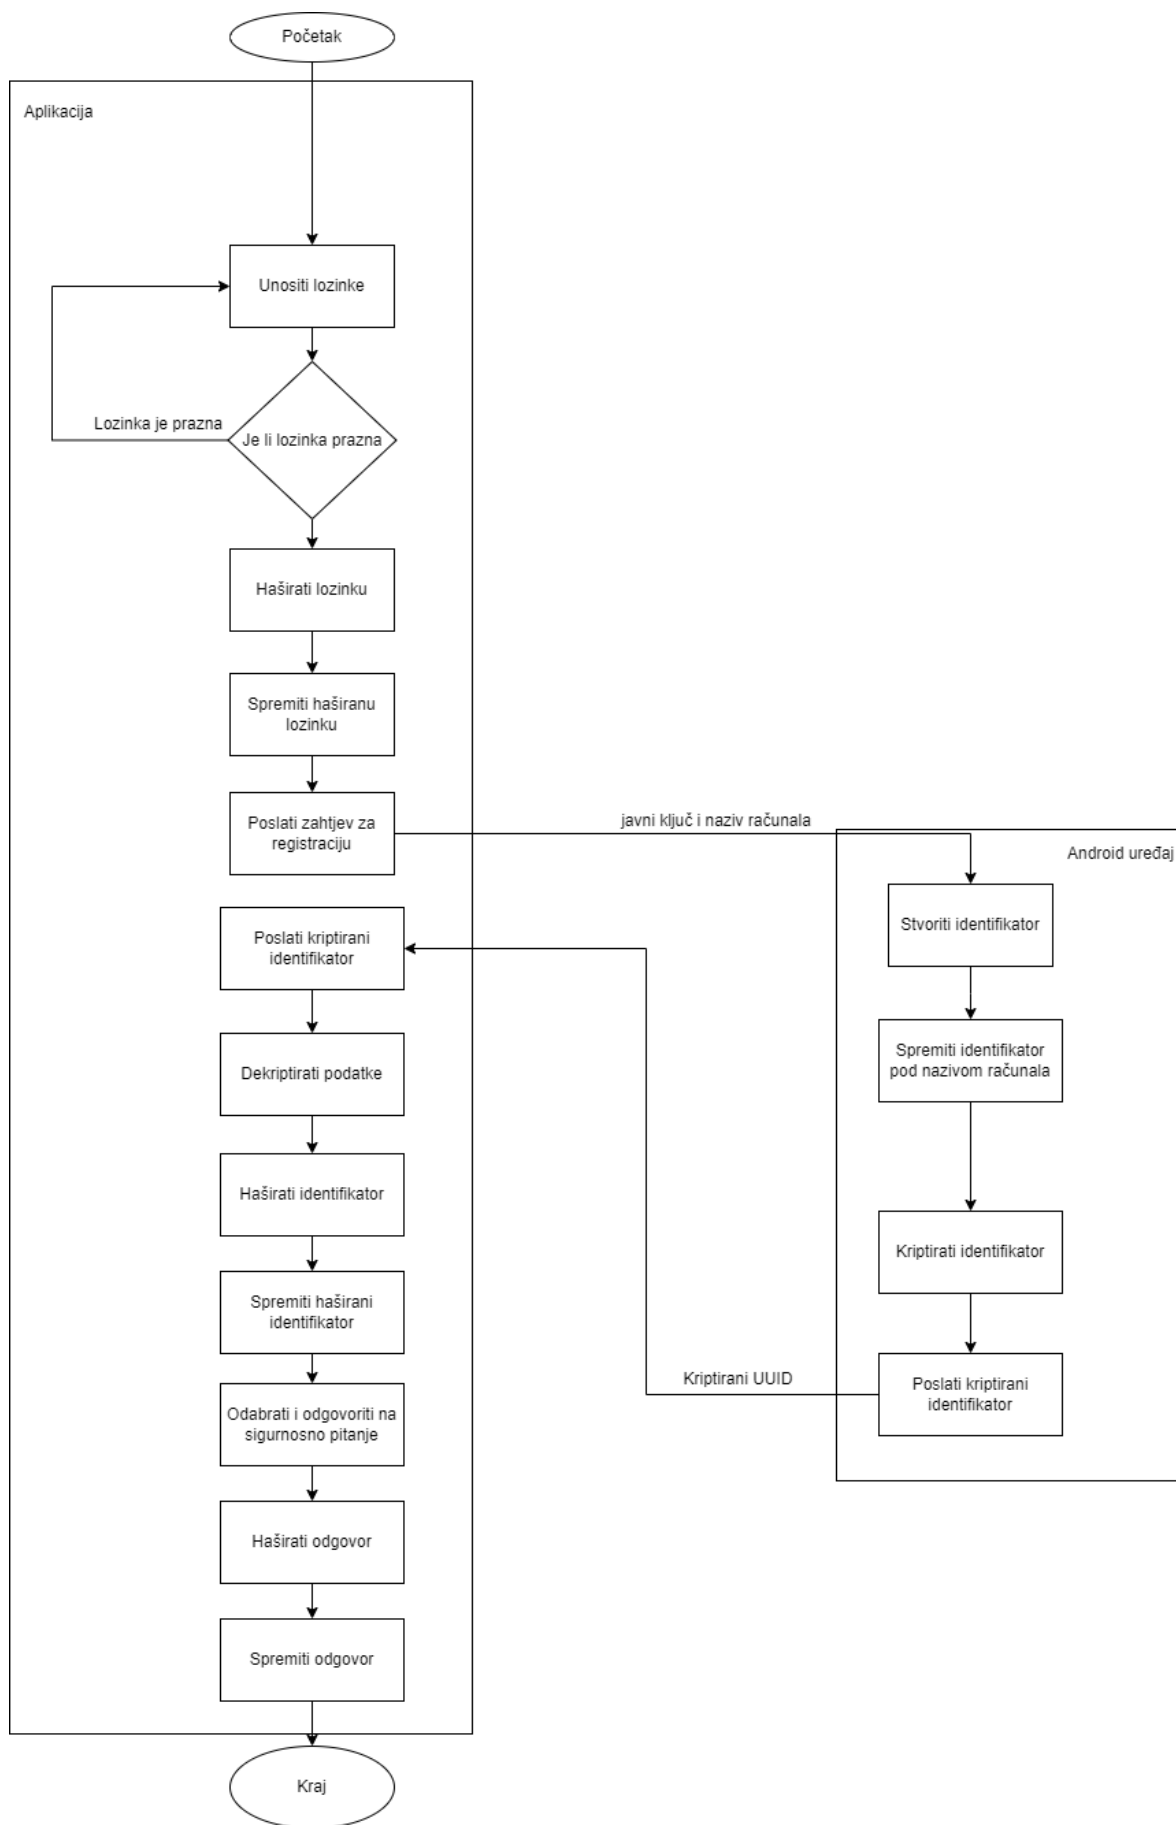 Početak
Aplikacija
Unositi lozinke
Lozinka je prazna
Je li lozinka prazna
Haširati lozinku
Spremiti haširanu
lozinku
Poslati zahtjev za
registraciju
javni ključ i naziv računala
Android uređaj
Stvoriti identifikator
Poslati kriptirani
identifikator
Spremiti identifikator
pod nazivom računala
Dekriptirati podatke
Haširati identifikator
Kriptirati identifikator
Spremiti haširani
identifikator
Kriptirani UUID
Poslati kriptirani
identifikator
Odabrati i odgovoriti na
sigurnosno pitanje
Haširati odgovor
Spremiti odgovor
Kraj